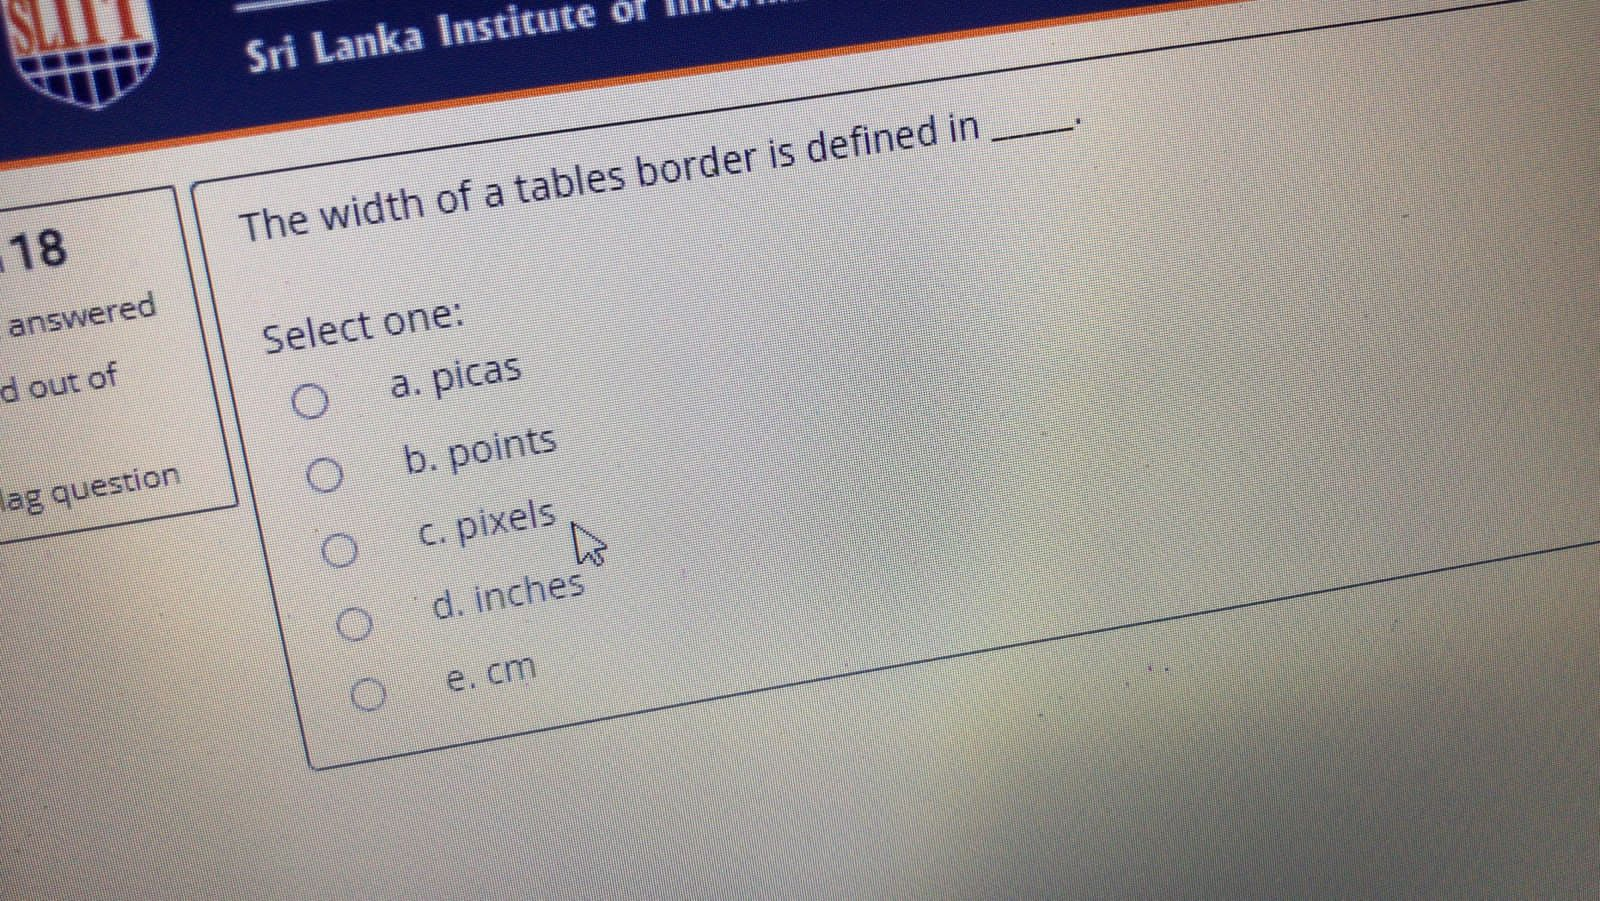 SLIIT
Sri Lanka Institute of
18
answered
d out of
lag question
The width of a tables border is defined in _____.
Select one:
a. picas
b. points
c. pixels
d. inches
e. cm